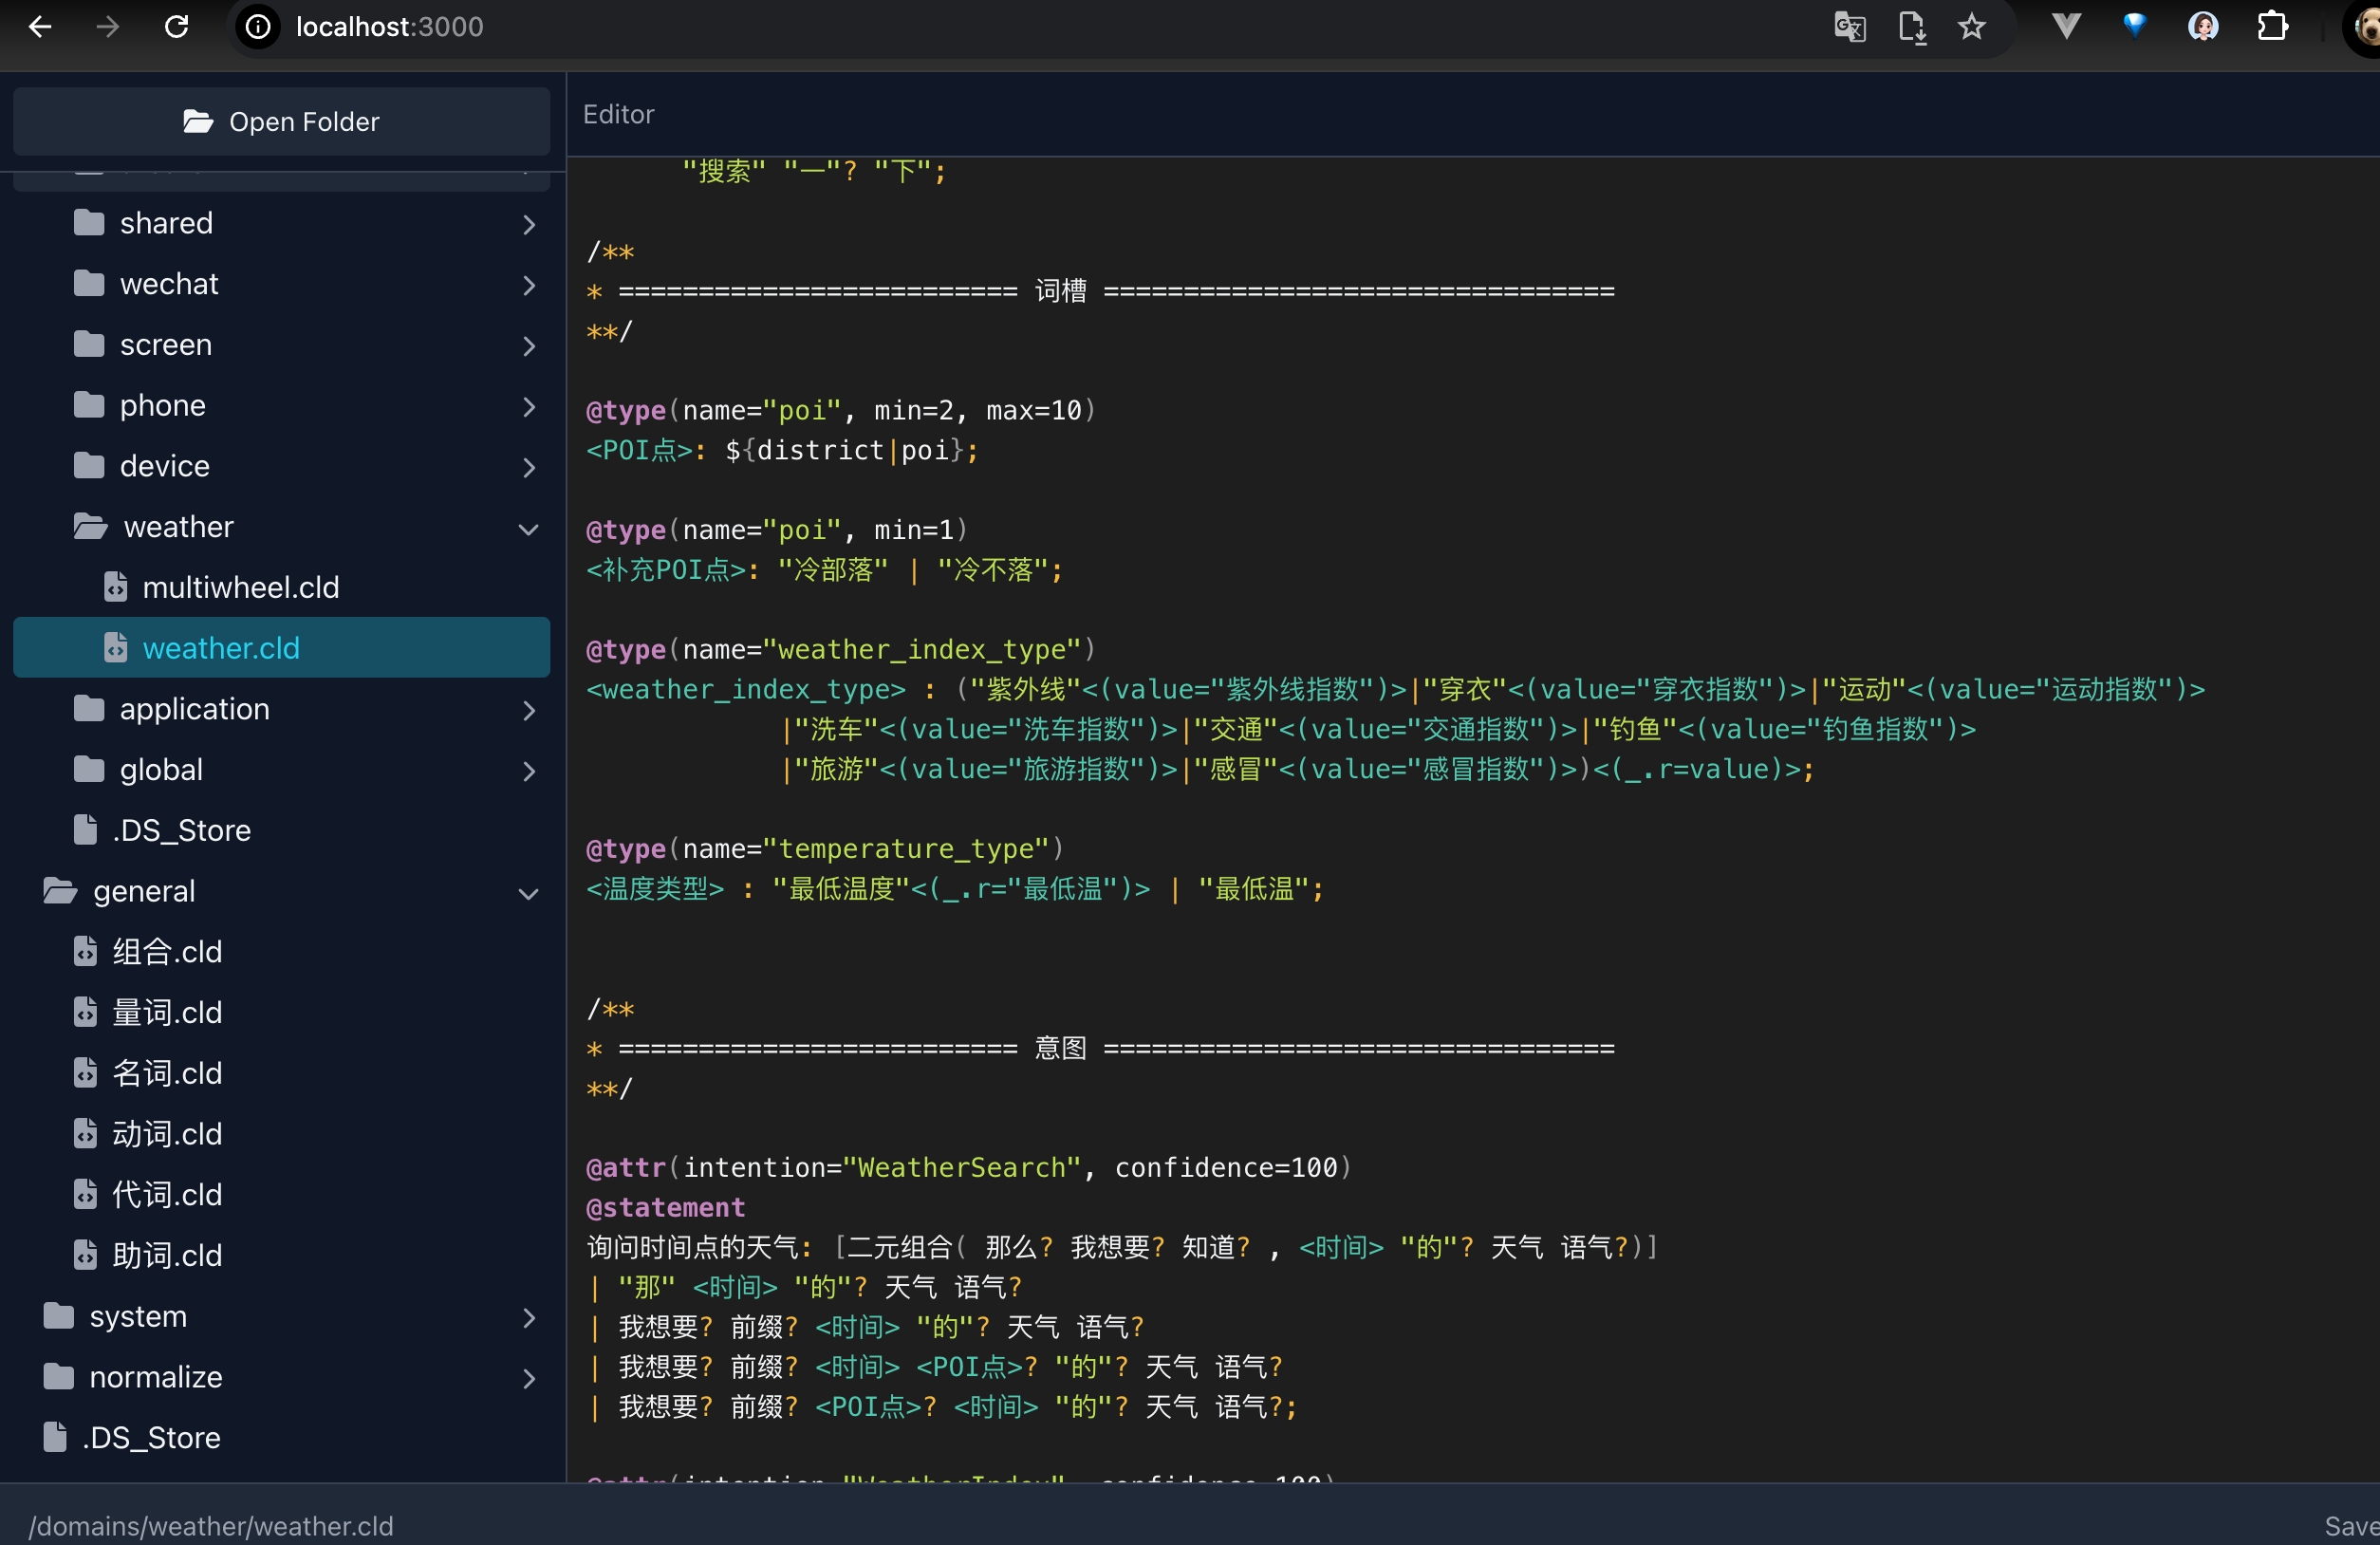 localhost:3000
Open Folder
shared
wechat
screen
phone
device
weather
multiwheel.cld
weather.cld
application
global
.DS_Store
general
组合.cld
量词.cld
名词.cld
动词.cld
代词.cld
助词.cld
system
normalize
.DS_Store
Editor
"搜索" "一"? "下";
/**
* ========================= 词槽 ================================
**/
@type(name="poi", min=2, max=10)
<POI点>: ${district|poi};
@type(name="poi", min=1)
<补充POI点>: "冷部落" | "冷不落";
@type(name="weather_index_type")
<weather_index_type> : ("紫外线"<(value="紫外线指数")>|"穿衣"<(value="穿衣指数")>|"运动"<(value="运动指数")>
|"洗车"<(value="洗车指数")>|"交通"<(value="交通指数")>|"钓鱼"<(value="钓鱼指数")>
|"旅游"<(value="旅游指数")>|"感冒"<(value="感冒指数")>)<(_.r=value)>;
@type(name="temperature_type")
<温度类型> : "最低温度"<(_.r="最低温")> | "最低温";
/**
* ========================= 意图 ================================
**/
@attr(intention="WeatherSearch", confidence=100)
@statement
询问时间点的天气: [二元组合( 那么? 我想要? 知道? , <时间> "的"? 天气 语气?)]
| "那" <时间> "的"? 天气 语气?
| 我想要? 前缀? <时间> "的"? 天气 语气?
| 我想要? 前缀? <时间> <POI点>? "的"? 天气 语气?
| 我想要? 前缀? <POI点>? <时间> "的"? 天气 语气?;
@attr(intention="WeatherIndex", confidence=100)
/domains/weather/weather.cld
Save